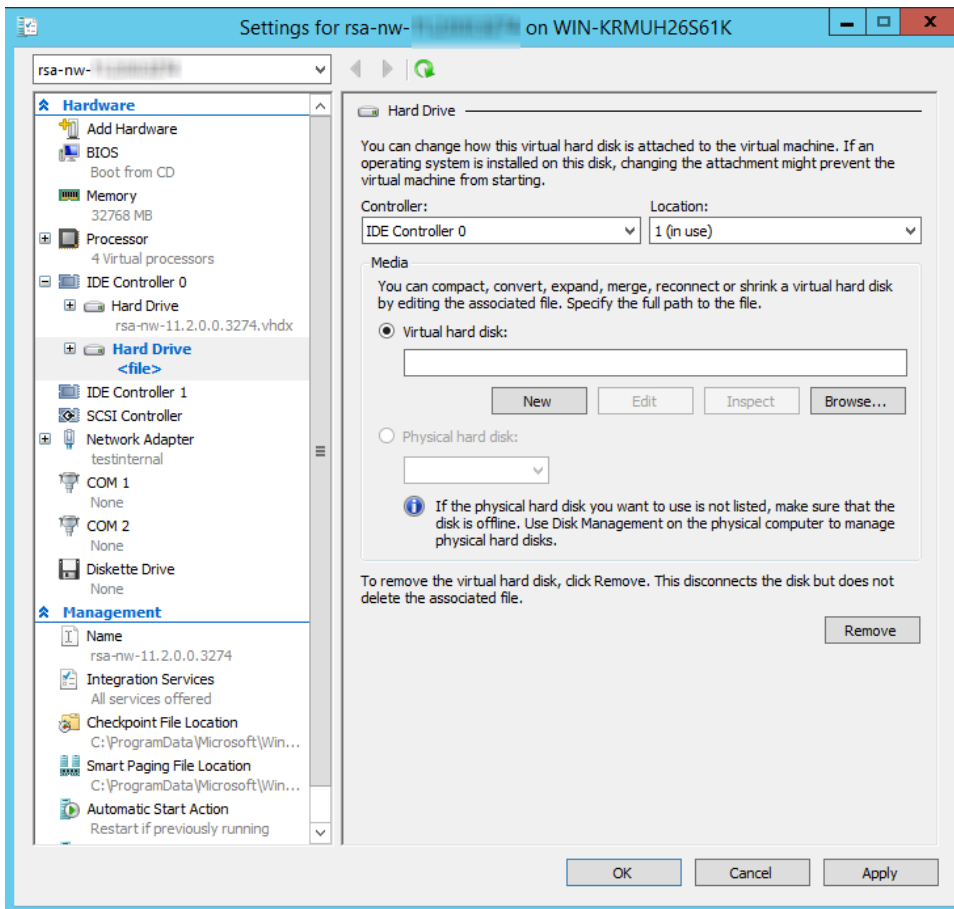 Settings for rsa-nw- on WIN-KRMUH26S61K
rsa-nw-
Hardware
Add Hardware
BIOS
Boot from CD
Memory
32768 MB
Processor
4 Virtual processors
IDE Controller 0
Hard Drive
rsa-nw-11.2.0.0.3274.vhdx
Hard Drive
<file>
IDE Controller 1
SCSI Controller
Network Adapter
testinternal
COM 1
None
COM 2
None
Diskette Drive
None
Management
Name
rsa-nw-11.2.0.0.3274
Integration Services
All services offered
Checkpoint File Location
C:\ProgramData\Microsoft\Win...
Smart Paging File Location
C:\ProgramData\Microsoft\Win...
Automatic Start Action
Restart if previously running
Hard Drive
You can change how this virtual hard disk is attached to the virtual machine. If an
operating system is installed on this disk, changing the attachment might prevent the
virtual machine from starting.
Controller: Location:
IDE Controller 0 1 (in use)
Media
You can compact, convert, expand, merge, reconnect or shrink a virtual hard disk
by editing the associated file. Specify the full path to the file.
Virtual hard disk:
New Edit Inspect Browse...
Physical hard disk:
If the physical hard disk you want to use is not listed, make sure that the
disk is offline. Use Disk Management on the physical computer to manage
physical hard disks.
To remove the virtual hard disk, click Remove. This disconnects the disk but does not
delete the associated file.
Remove
OK Cancel Apply